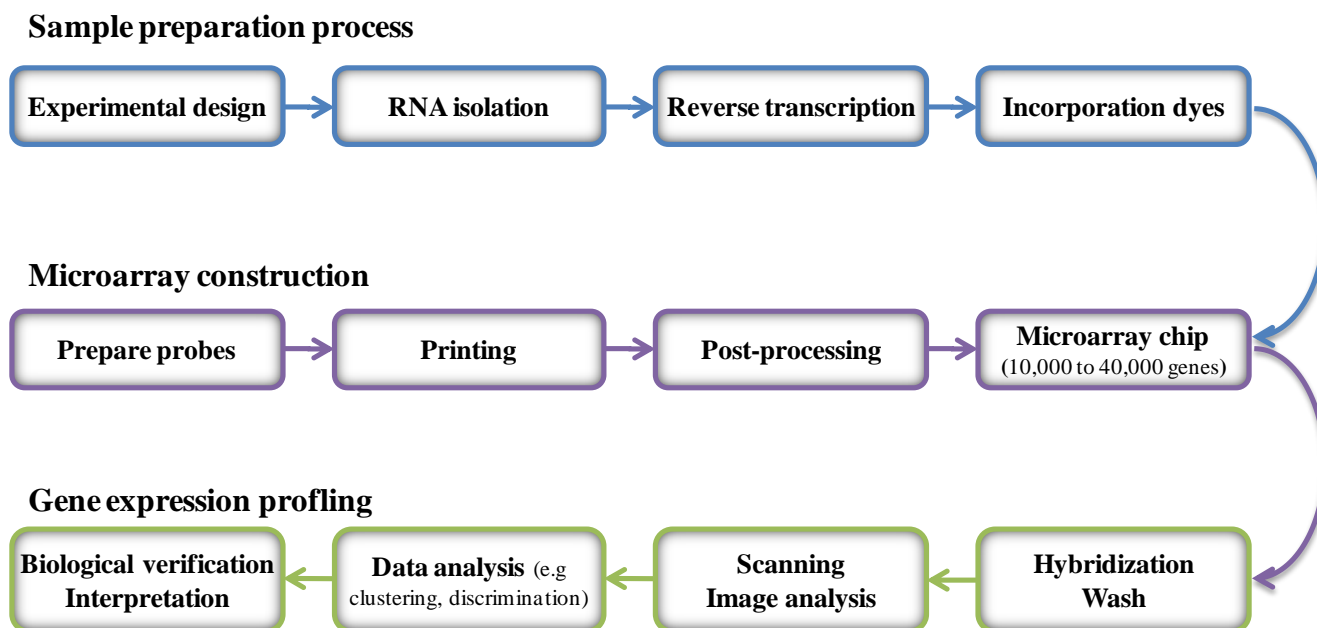 Sample preparation process
Experimental design
RNA isolation
Reverse transcription
Incorporation dyes
Microarray construction
Prepare probes
Printing
Post-processing
Microarray chip
(10,000 to 40,000 genes)
Gene expression profling
Biological verification
Interpretation
Data analysis (e.g
clustering, discrimination)
Scanning
Image analysis
Hybridization
Wash